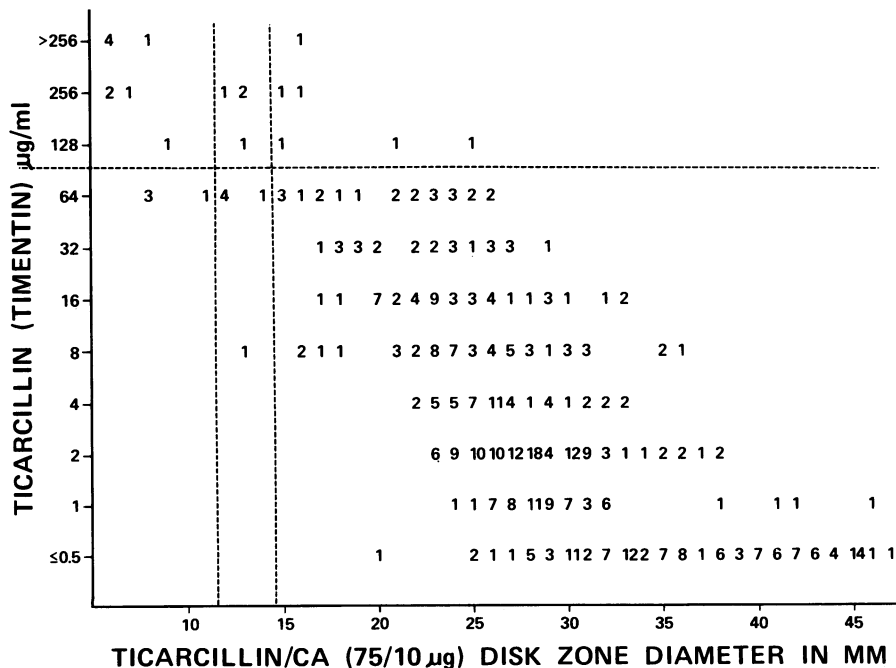 >256 4 1 1
256 2 1 1 2 1 1
128 1 1 1 1 1
64 3 1 4 1 3 1 2 1 1 2 2 3 3 2 2
32 1 3 3 2 2 2 3 1 3 3 1
16 1 1 7 2 4 9 3 3 4 1 1 3 1 1 2
8 1 2 1 1 3 2 8 7 3 4 5 3 1 3 3 2 1
4 2 5 5 7 11 4 1 4 1 2 2 2
2 6 9 10 10 12 18 4 12 9 3 1 1 2 2 1 2
1 1 1 7 8 11 9 7 3 6 1 1 1 1
≤0.5 1 2 1 1 5 3 11 2 7 12 2 7 8 1 6 3 7 6 7 6 4 14 1 1
TICARCILLIN (TIMENTIN) µg/ml
10 15 20 25 30 35 40 45
TICARCILLIN/CA (75/10 µg) DISK ZONE DIAMETER IN MM